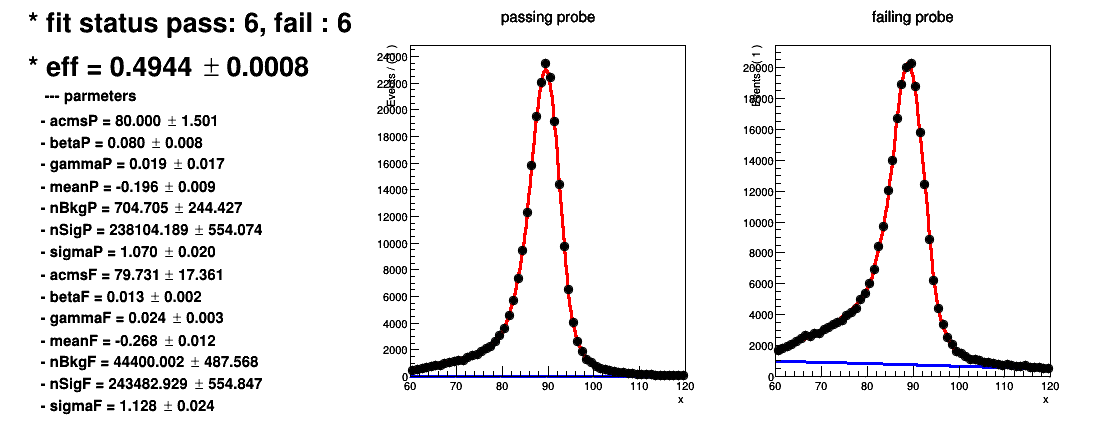 * fit status pass: 6, fail : 6
* eff = 0.4944 ± 0.0008
--- parmeters
- acmsP = 80.000 ± 1.501
- betaP = 0.080 ± 0.008
- gammaP = 0.019 ± 0.017
- meanP = -0.196 ± 0.009
- nBkgP = 704.705 ± 244.427
- nSigP = 238104.189 ± 554.074
- sigmaP = 1.070 ± 0.020
- acmsF = 79.731 ± 17.361
- betaF = 0.013 ± 0.002
- gammaF = 0.024 ± 0.003
- meanF = -0.268 ± 0.012
- nBkgF = 44400.002 ± 487.568
- nSigF = 243482.929 ± 554.847
- sigmaF = 1.128 ± 0.024
passing probe
Events / ( 1 )
24000
22000
20000
18000
16000
14000
12000
10000
8000
6000
4000
2000
0
60 70 80 90 100 110 120
x
failing probe
Events / ( 1 )
20000
18000
16000
14000
12000
10000
8000
6000
4000
2000
0
60 70 80 90 100 110 120
x